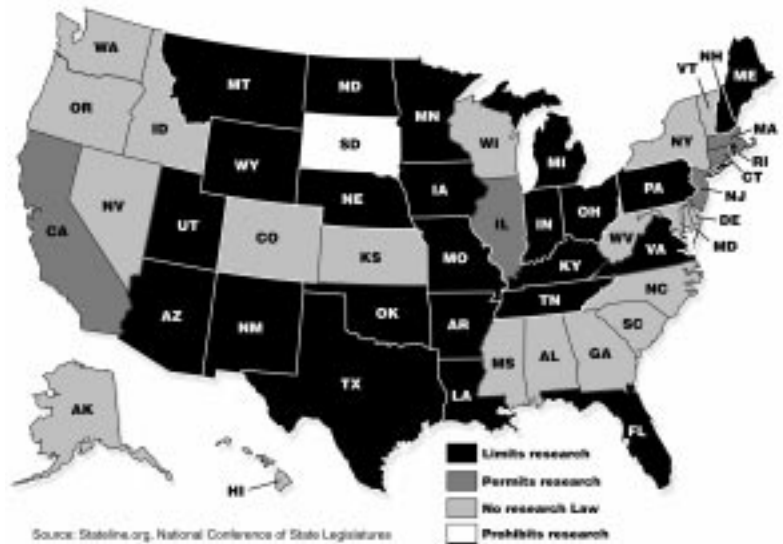 WA
MT
ND
MN
OR
ID
WY
SD
WI
MI
NY
VT
NH
ME
MA
RI
CT
NJ
DE
MD
PA
NV
UT
CO
NE
IA
IL
IN
OH
WV
VA
CA
AZ
NM
KS
MO
KY
TN
NC
SC
OK
AR
MS
AL
GA
TX
LA
FL
AK
HI
Limits research
Permits research
No research Law
Prohibits research
Source: Stateline.org, National Conference of State Legislatures